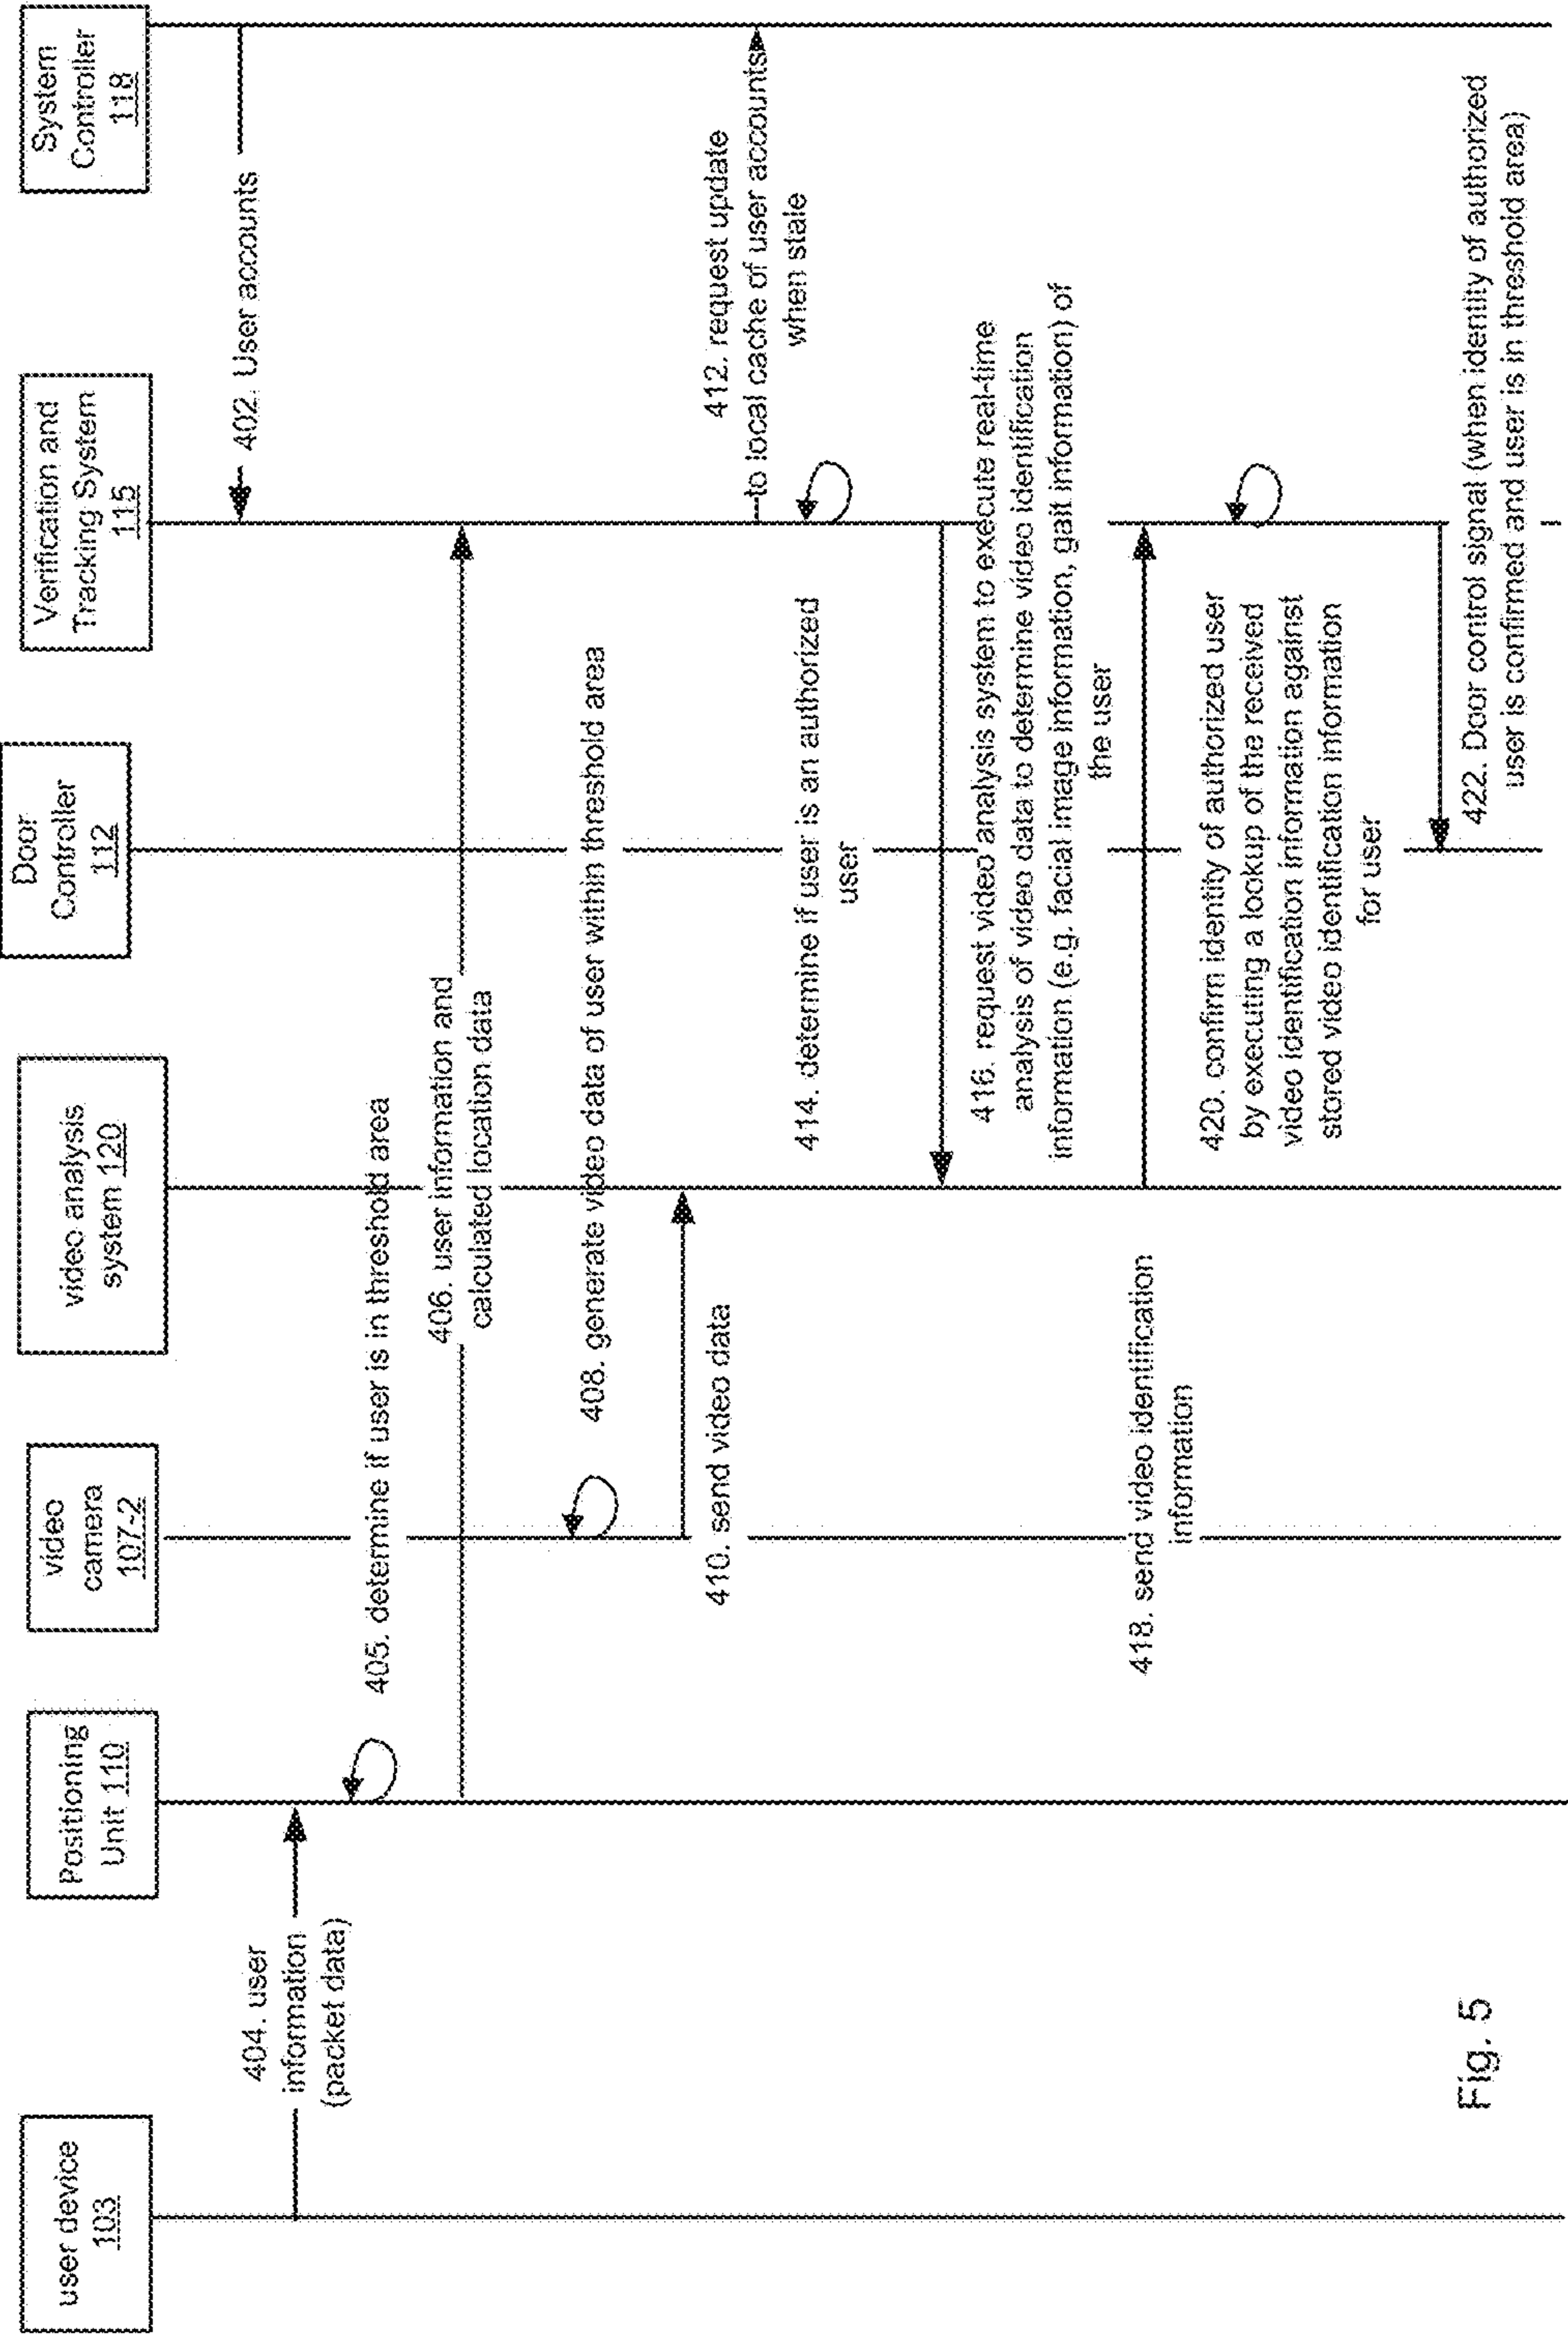 user device
103
Positioning
Unit 110
video
camera
107-2
video analysis
system 120
Door
Controller
112
Verification and
Tracking System
115
System
Controller
118
402. User accounts
404. user
information
(packet data)
405. determine if user is in threshold area
406. user information and
calculated location data
408. generate video data of user within threshold area
410. send video data
412. request update
to local cache of user accounts
when stale
414. determine if user is an authorized
user
416. request video analysis system to execute real-time
analysis of video data to determine video identification
information (e.g. facial image information, gait information) of
the user
418. send video identification
information
420. confirm identity of authorized user
by executing a lookup of the received
video identification information against
stored video identification information
for user
422. Door control signal (when identity of authorized
user is confirmed and user is in threshold area)
Fig. 5